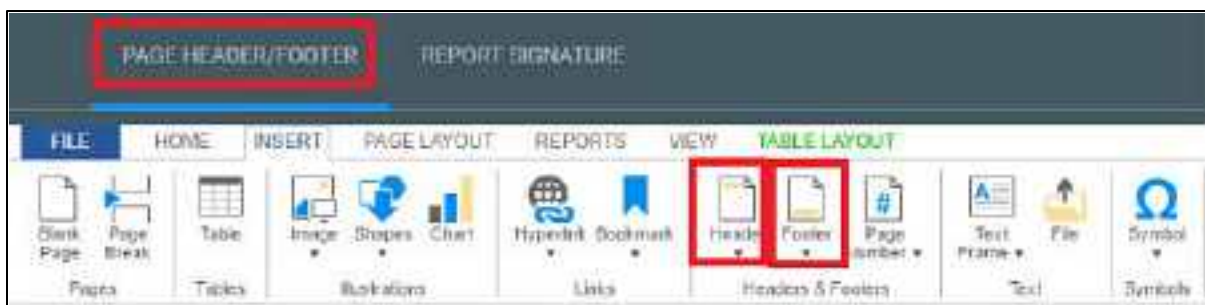 PAGE HEADER/FOOTER REPORT SIGNATURE
FILE HOME INSERT PAGE LAYOUT REPORTS VIEW TABLE LAYOUT
Blank Page Page Break Table Image Shapes Chart Hyperlink Bookmark Header Footer Page Number Text Frame File Symbol
Pages Tables Illustrations Links Headers & Footers Text Symbols